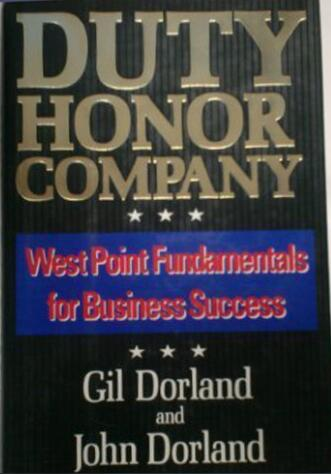 DUTY
HONOR
COMPANY
West Point Fundamentals
for Business Success
Gil Dorland
and
John Dorland